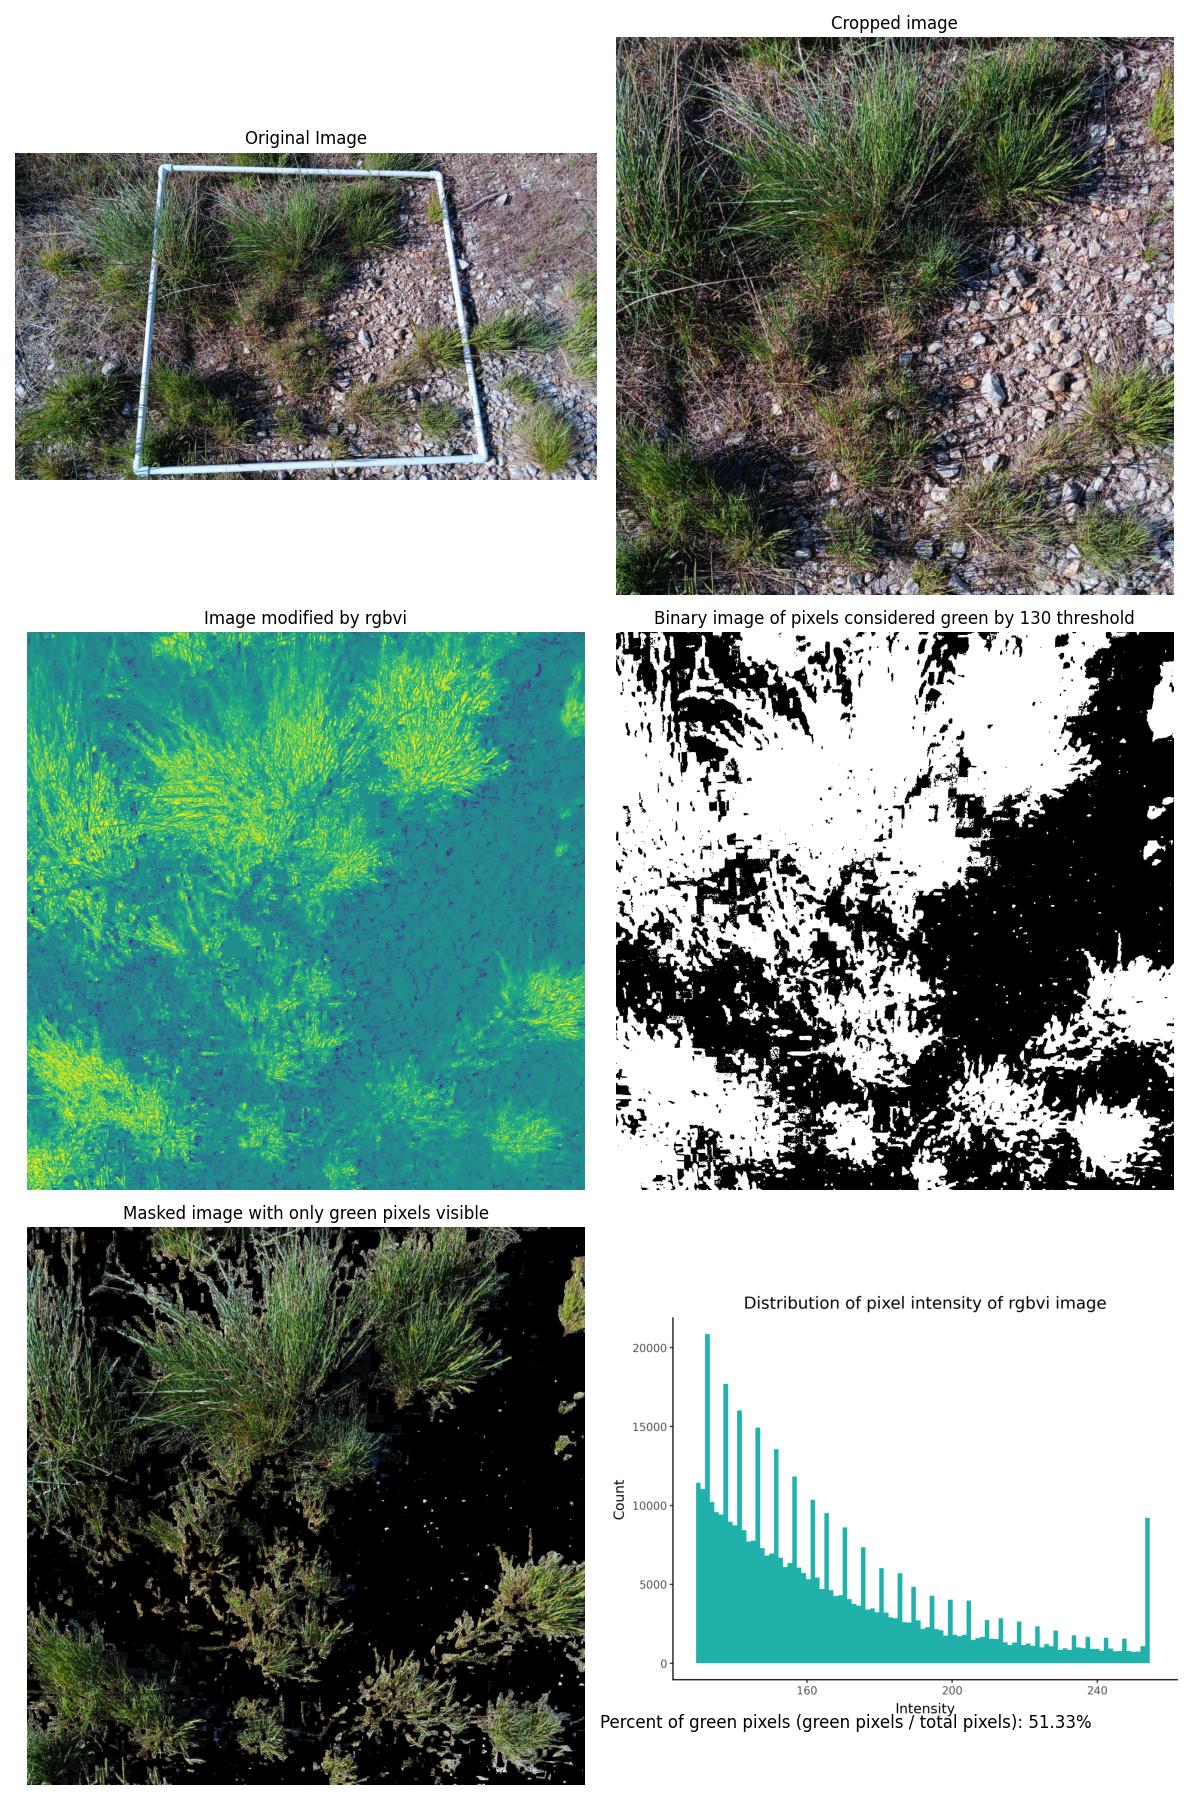 Cropped image
Original Image
Image modified by rgbvi
Binary image of pixels considered green by 130 threshold
Masked image with only green pixels visible
Distribution of pixel intensity of rgbvi image
20000
15000
10000
5000
0
Count
160 200 240
Intensity
Percent of green pixels (green pixels / total pixels): 51.33%